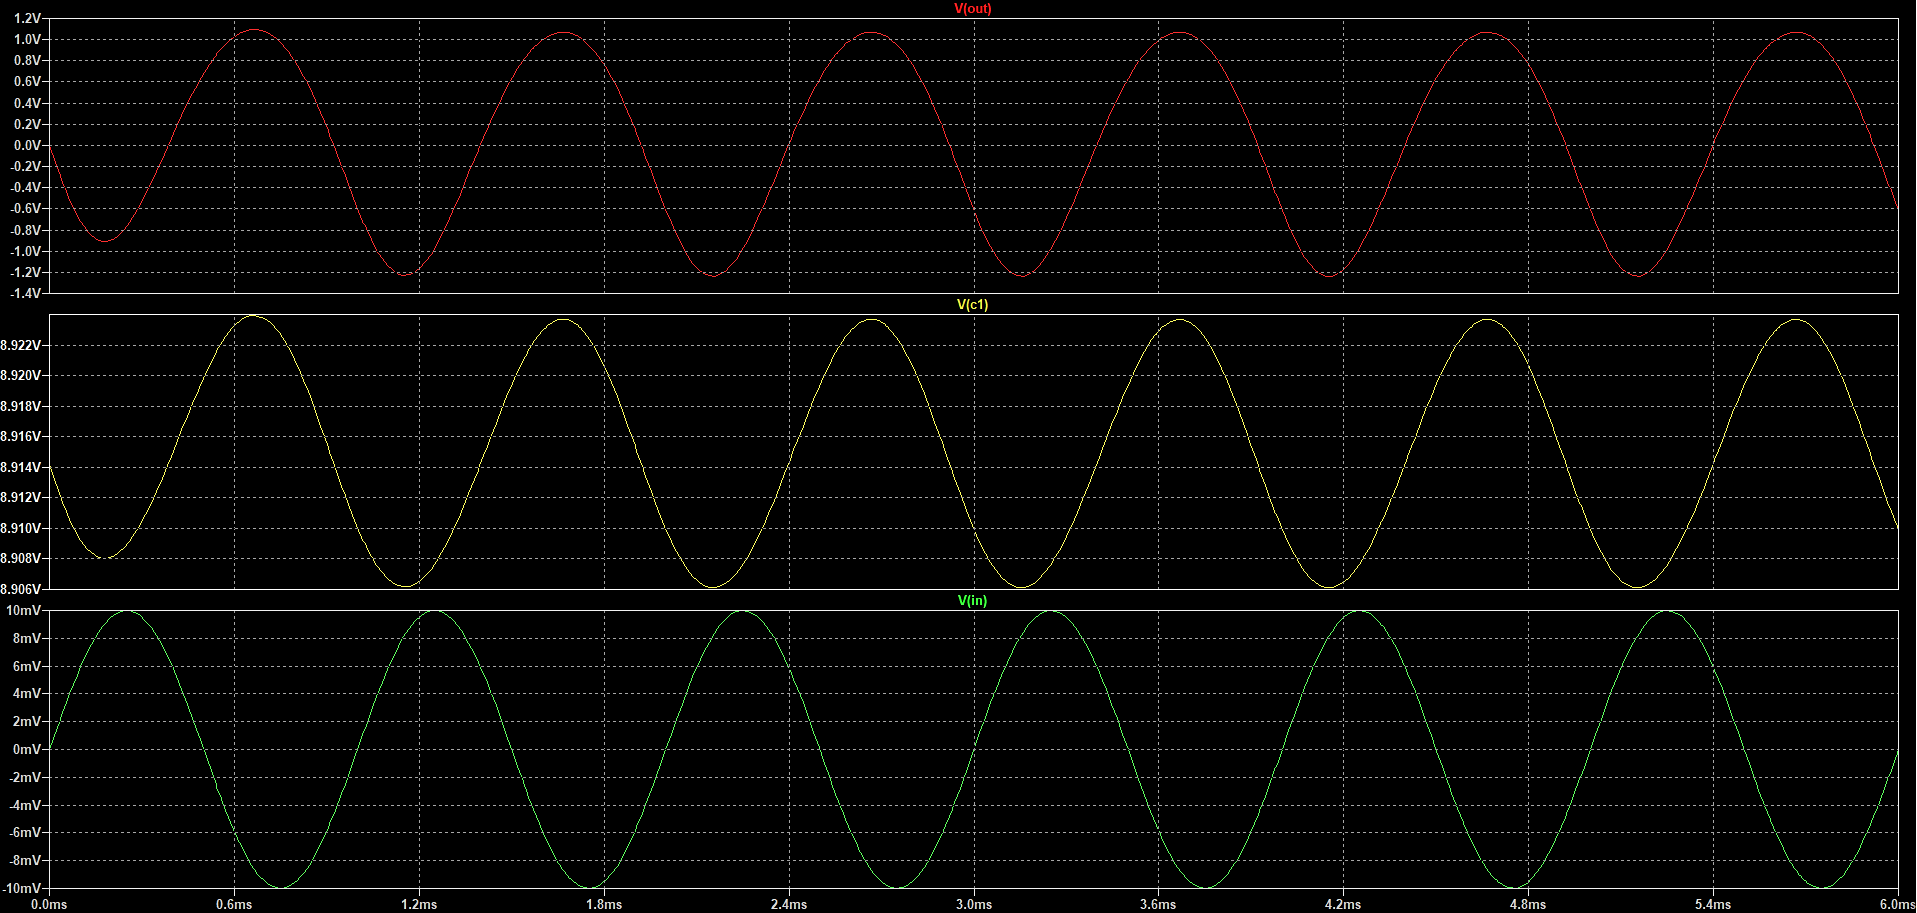 V(out)
1.2V
1.0V
0.8V
0.6V
0.4V
0.2V
0.0V
-0.2V
-0.4V
-0.6V
-0.8V
-1.0V
-1.2V
-1.4V
V(c1)
8.922V
8.920V
8.918V
8.916V
8.914V
8.912V
8.910V
8.908V
8.906V
V(in)
10mV
8mV
6mV
4mV
2mV
0mV
-2mV
-4mV
-6mV
-8mV
-10mV
0.0ms 0.6ms 1.2ms 1.8ms 2.4ms 3.0ms 3.6ms 4.2ms 4.8ms 5.4ms 6.0ms